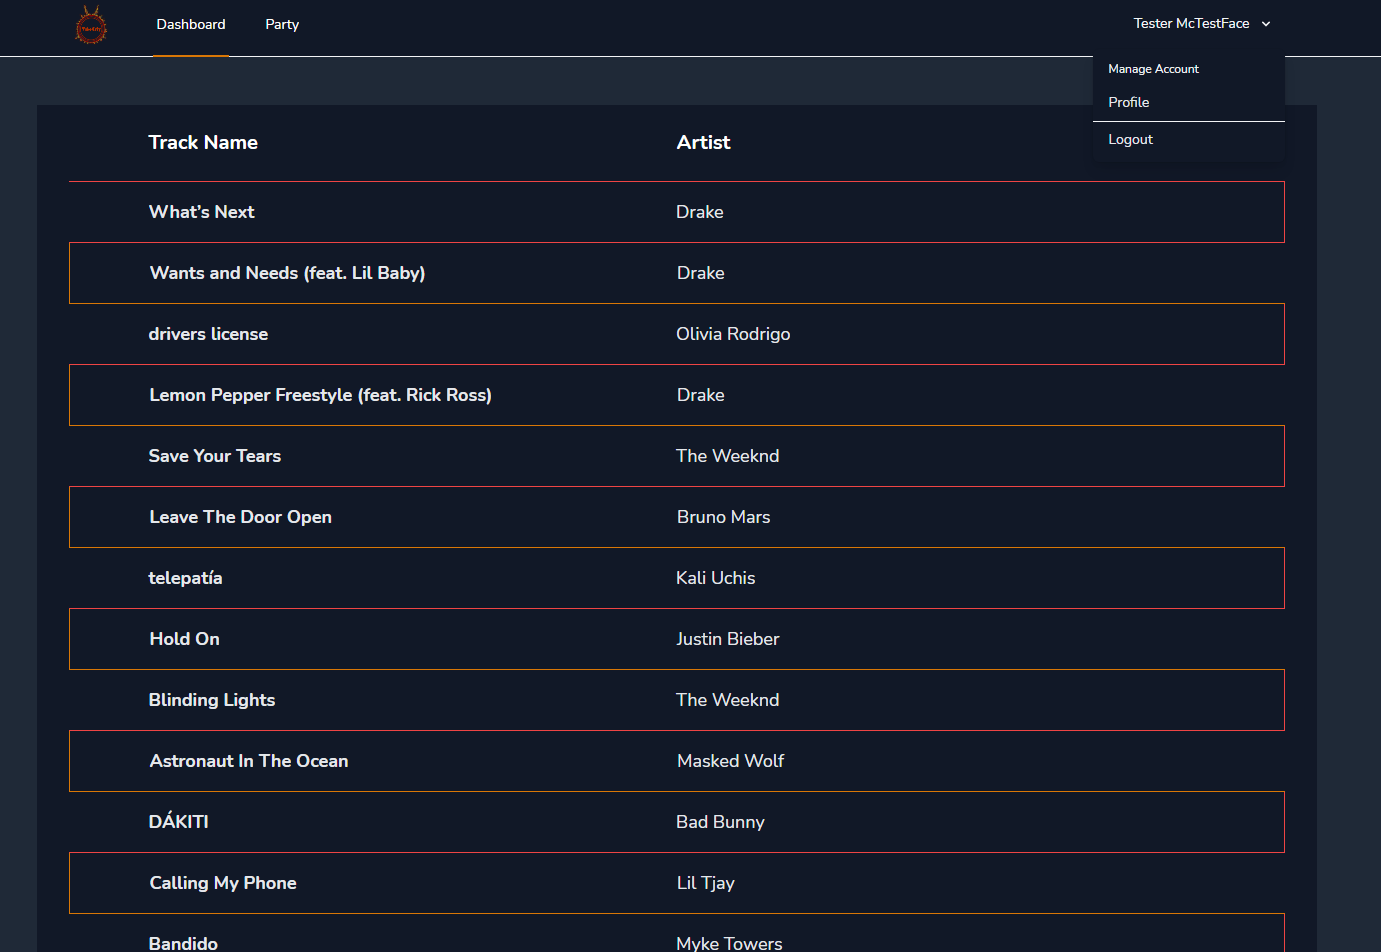 Dashboard Party Tester McTestFace
Manage Account
Profile
Logout
Track Name Artist
What’s Next Drake
Wants and Needs (feat. Lil Baby) Drake
drivers license Olivia Rodrigo
Lemon Pepper Freestyle (feat. Rick Ross) Drake
Save Your Tears The Weeknd
Leave The Door Open Bruno Mars
telepatía Kali Uchis
Hold On Justin Bieber
Blinding Lights The Weeknd
Astronaut In The Ocean Masked Wolf
DÁKITI Bad Bunny
Calling My Phone Lil Tjay
Bandido Myke Towers